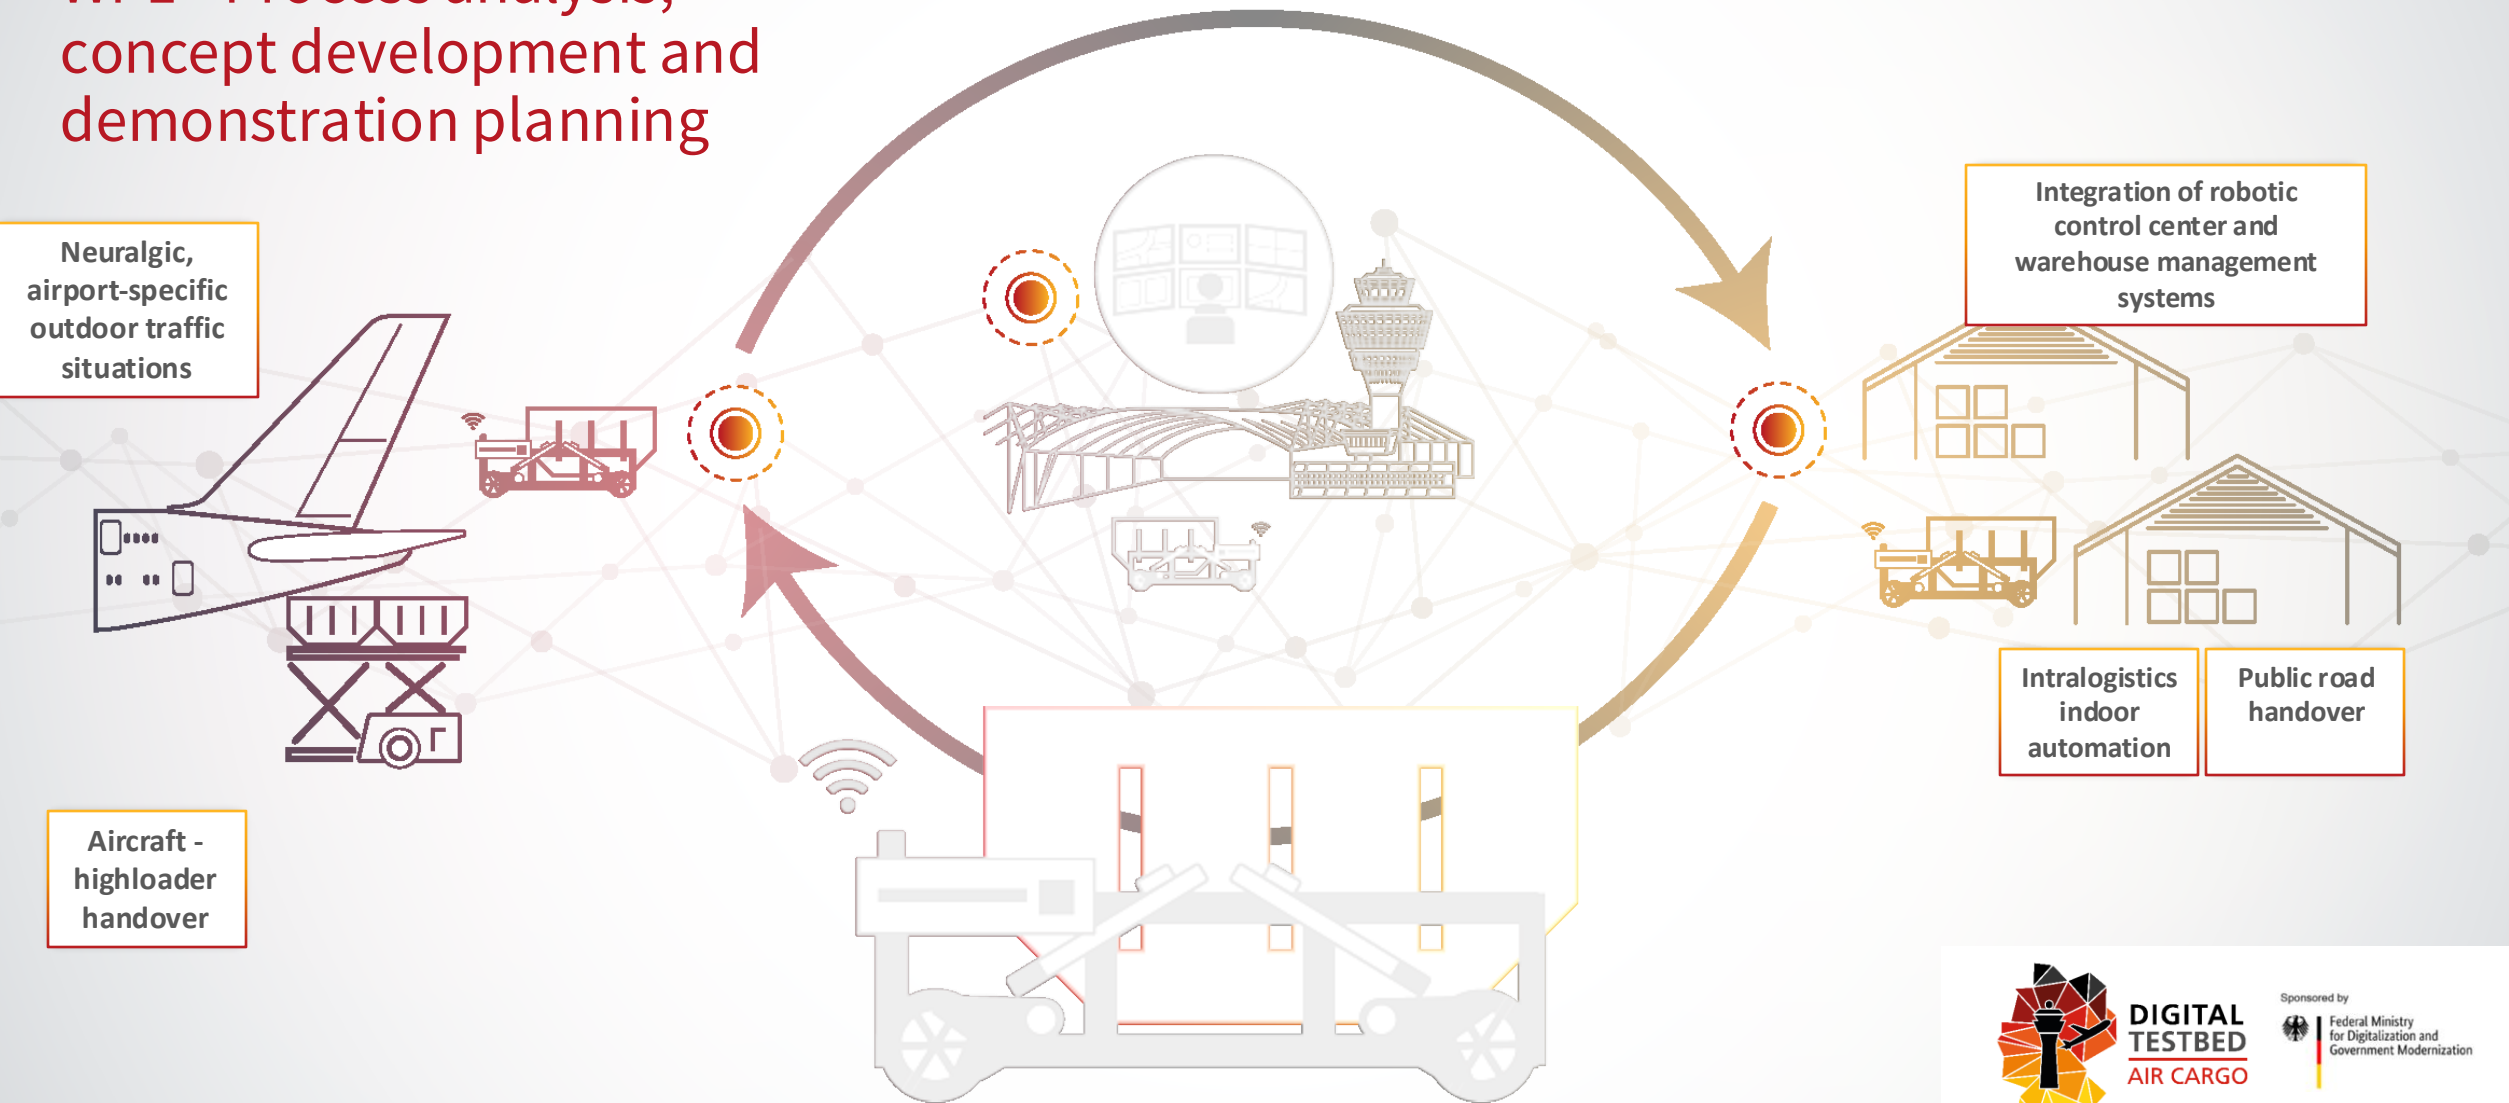 concept development and
demonstration planning
Neuralgic,
airport-specific
outdoor traffic
situations
Integration of robotic
control center and
warehouse management
systems
Intralogistics
indoor
automation
Public road
handover
Aircraft -
highloader
handover
DIGITAL
TESTBED
AIR CARGO
Sponsored by
Federal Ministry
for Digitalization and
Government Modernization